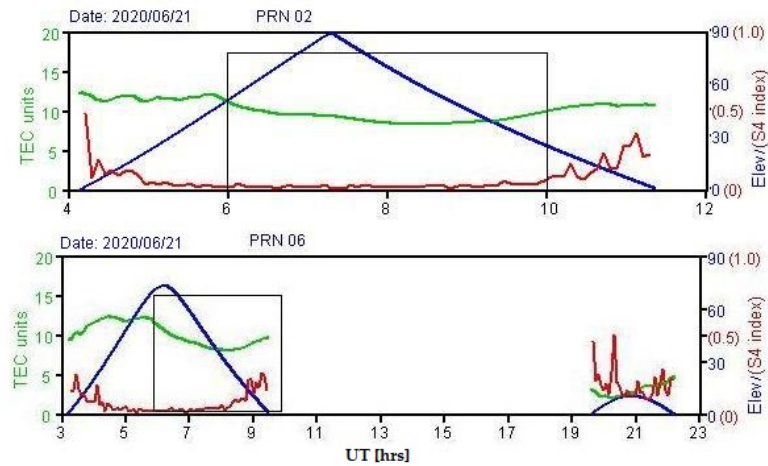 Date: 2020/06/21 PRN 02
20 90 (1.0)
15 60
10 (0.5)
5 30
0 0 (0)
TEC units
Elev/(S4 index)
4 6 8 10 12
Date: 2020/06/21 PRN 06
20 90 (1.0)
15 60
10 (0.5)
5 30
0 0 (0)
TEC units
Elev/(S4 index)
3 5 7 9 11 13 15 17 19 21 23
UT [hrs]